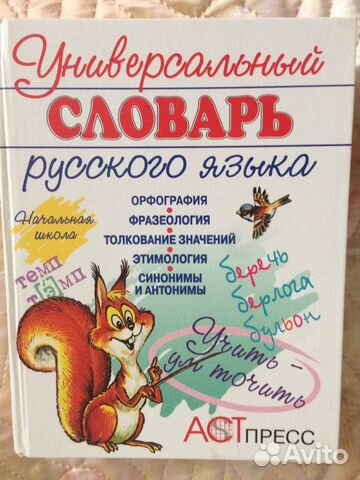 Универсальный
СЛОВАРЬ
русского языка
Начальная
школа
ОРФОГРАФИЯ
ФРАЗЕОЛОГИЯ
ТОЛКОВАНИЕ ЗНАЧЕНИЙ
ЭТИМОЛОГИЯ
СИНОНИМЫ
И АНТОНИМЫ
темп
т[э]мп
беречь
берлога
бульон
Учить –
ум точить
АСТ ПРЕСС
Avito